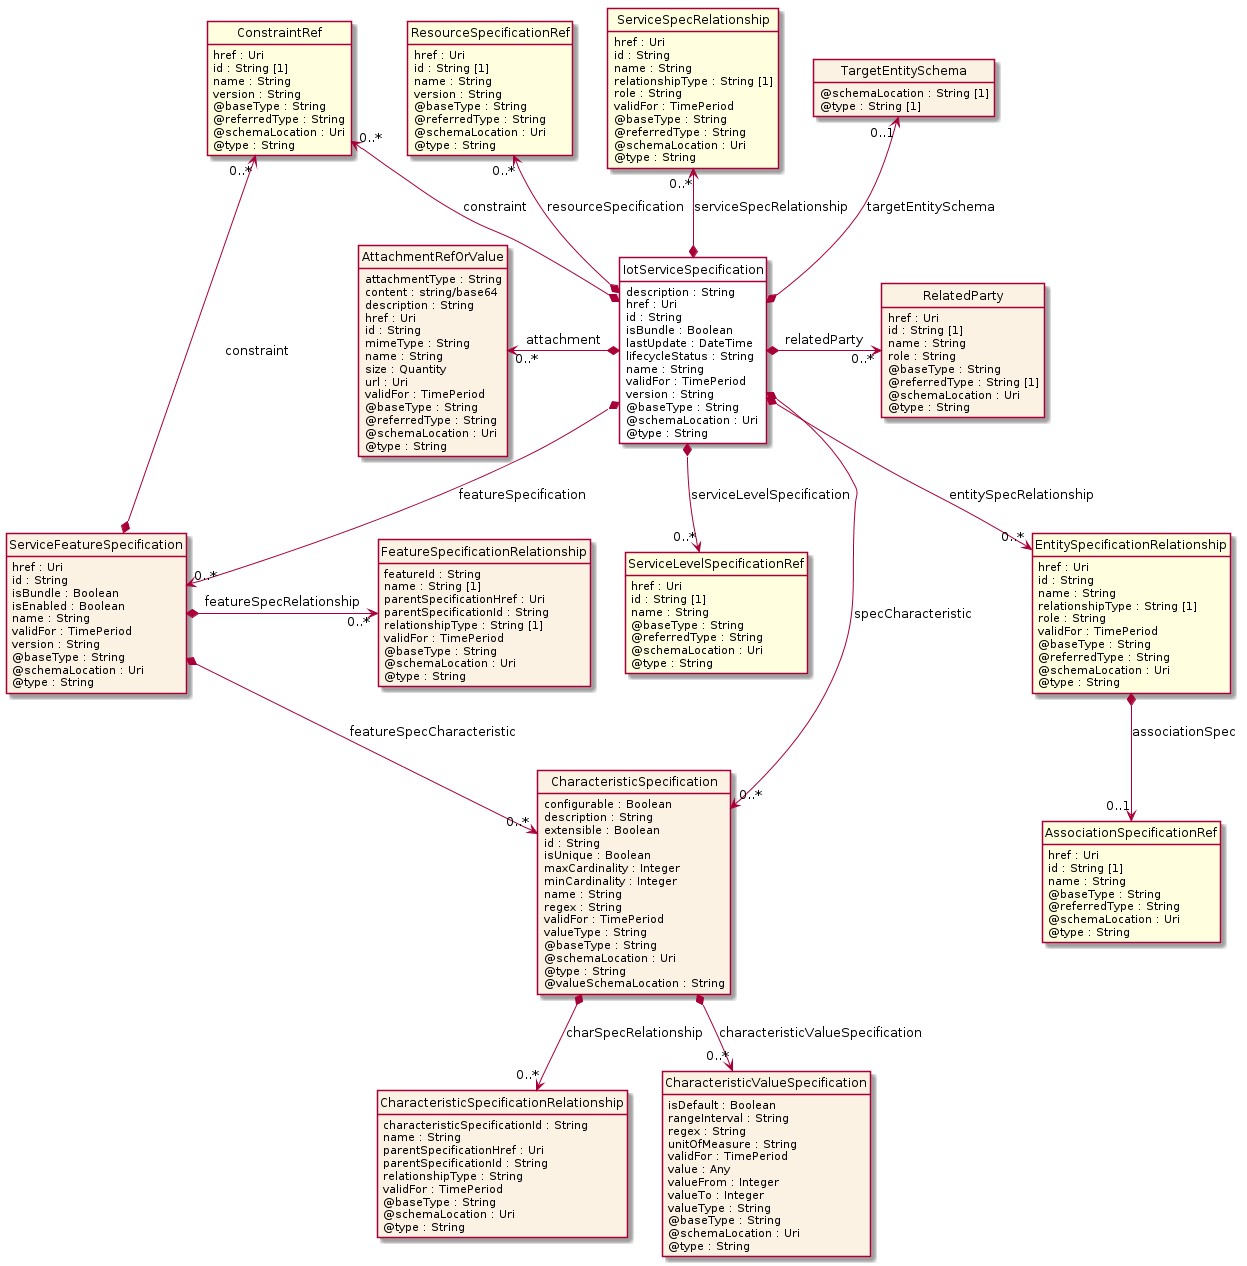 ConstraintRef
href : Uri
id : String [1]
name : String
version : String
@baseType : String
@referredType : String
@schemaLocation : Uri
@type : String
ResourceSpecificationRef
href : Uri
id : String [1]
name : String
version : String
@baseType : String
@referredType : String
@schemaLocation : Uri
@type : String
ServiceSpecRelationship
href : Uri
id : String
name : String
relationshipType : String [1]
role : String
validFor : TimePeriod
@baseType : String
@referredType : String
@schemaLocation : Uri
@type : String
TargetEntitySchema
@schemaLocation : String [1]
@type : String [1]
0..*
0..*
0..*
0..*
0..1
constraint
resourceSpecification
serviceSpecRelationship
targetEntitySchema
AttachmentRefOrValue
attachmentType : String
content : string/base64
description : String
href : Uri
id : String
mimeType : String
name : String
size : Quantity
url : Uri
validFor : TimePeriod
@baseType : String
@referredType : String
@schemaLocation : Uri
@type : String
attachment
0..*
IotServiceSpecification
description : String
href : Uri
id : String
isBundle : Boolean
lastUpdate : DateTime
lifecycleStatus : String
name : String
validFor : TimePeriod
version : String
@baseType : String
@schemaLocation : Uri
@type : String
relatedParty
0..*
RelatedParty
href : Uri
id : String [1]
name : String
role : String
@baseType : String
@referredType : String [1]
@schemaLocation : Uri
@type : String
constraint
featureSpecification
serviceLevelSpecification
entitySpecRelationship
0..*
0..*
0..*
ServiceFeatureSpecification
href : Uri
id : String
isBundle : Boolean
isEnabled : Boolean
name : String
validFor : TimePeriod
version : String
@baseType : String
@schemaLocation : Uri
@type : String
featureSpecRelationship
0..*
FeatureSpecificationRelationship
featureId : String
name : String [1]
parentSpecificationHref : Uri
parentSpecificationId : String
relationshipType : String [1]
validFor : TimePeriod
@baseType : String
@schemaLocation : Uri
@type : String
ServiceLevelSpecificationRef
href : Uri
id : String [1]
name : String
@baseType : String
@referredType : String
@schemaLocation : Uri
@type : String
specCharacteristic
EntitySpecificationRelationship
href : Uri
id : String
name : String
relationshipType : String [1]
role : String
validFor : TimePeriod
@baseType : String
@referredType : String
@schemaLocation : Uri
@type : String
featureSpecCharacteristic
associationSpec
0..*
0..*
0..1
CharacteristicSpecification
configurable : Boolean
description : String
extensible : Boolean
id : String
isUnique : Boolean
maxCardinality : Integer
minCardinality : Integer
name : String
regex : String
validFor : TimePeriod
valueType : String
@baseType : String
@schemaLocation : Uri
@type : String
@valueSchemaLocation : String
AssociationSpecificationRef
href : Uri
id : String [1]
name : String
@baseType : String
@referredType : String
@schemaLocation : Uri
@type : String
charSpecRelationship
characteristicValueSpecification
0..*
0..*
CharacteristicSpecificationRelationship
characteristicSpecificationId : String
name : String
parentSpecificationHref : Uri
parentSpecificationId : String
relationshipType : String
validFor : TimePeriod
@baseType : String
@schemaLocation : Uri
@type : String
CharacteristicValueSpecification
isDefault : Boolean
rangeInterval : String
regex : String
unitOfMeasure : String
validFor : TimePeriod
value : Any
valueFrom : Integer
valueTo : Integer
valueType : String
@baseType : String
@schemaLocation : Uri
@type : String